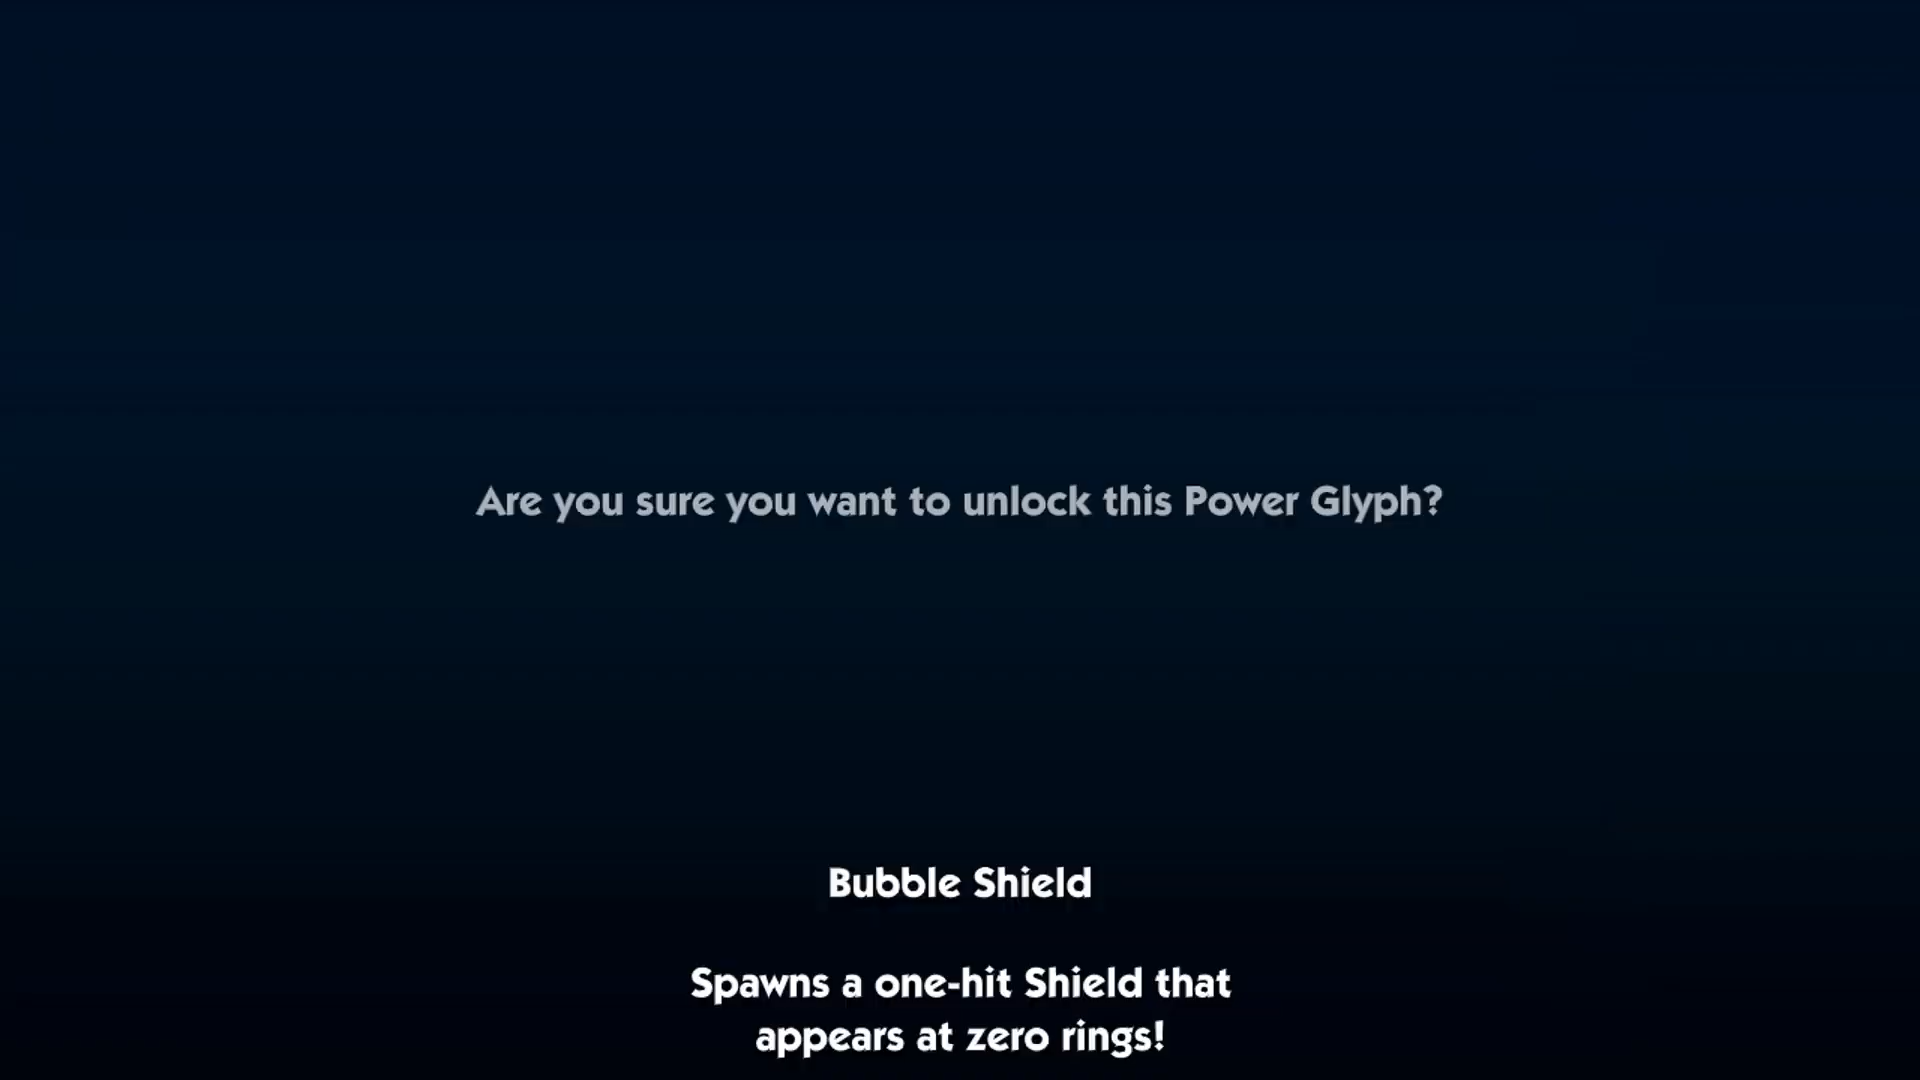 Are you sure you want to unlock this Power Glyph?
Bubble Shield
Spawns a one-hit Shield that
appears at zero rings!